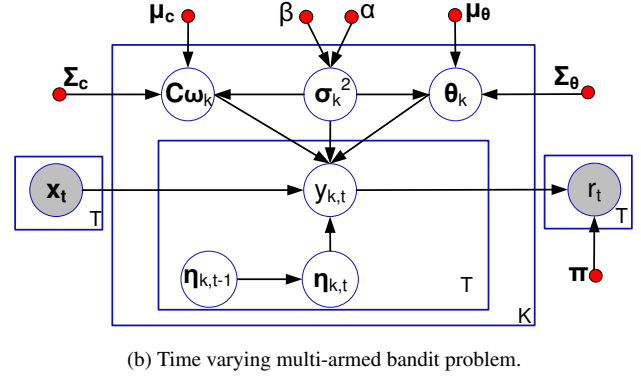 μc β α μθ
Σc Cωk σk² θk Σθ
xt T yk,t rt T
ηk,t-1 ηk,t T π
K
(b) Time varying multi-armed bandit problem.